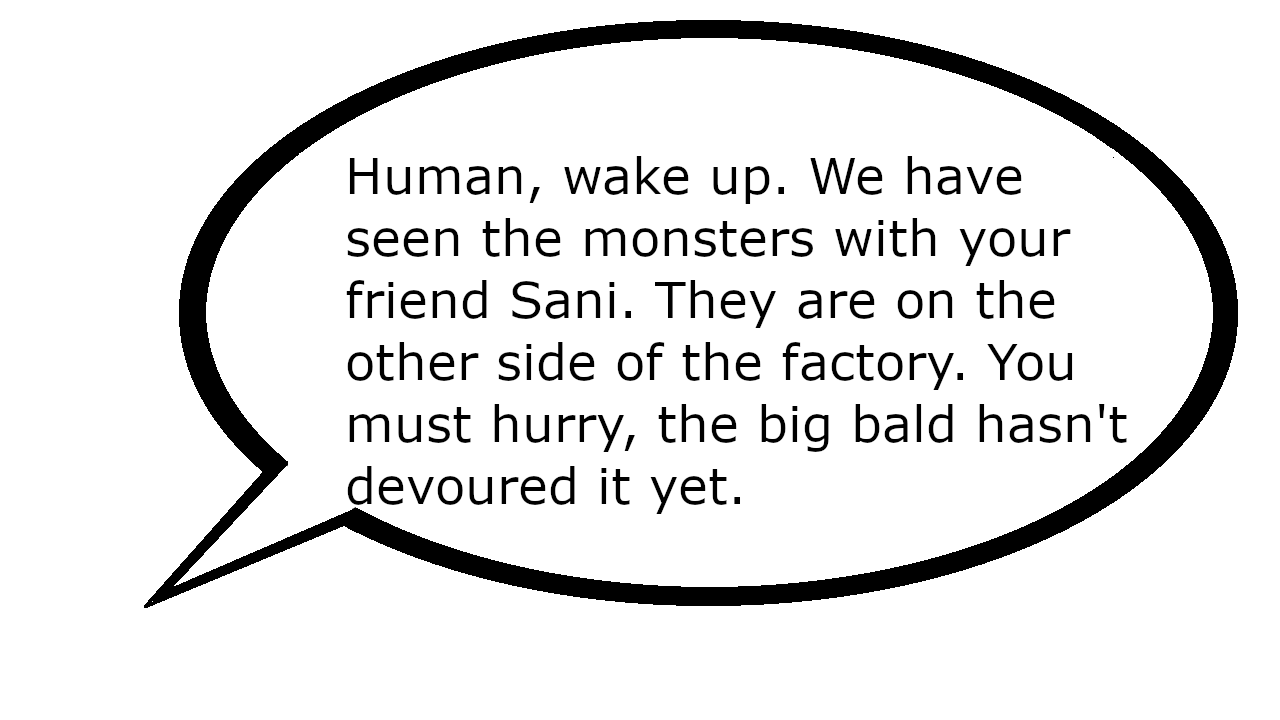 Human, wake up. We have
seen the monsters with your
friend Sani. They are on the
other side of the factory. You
must hurry, the big bald hasn't
devoured it yet.